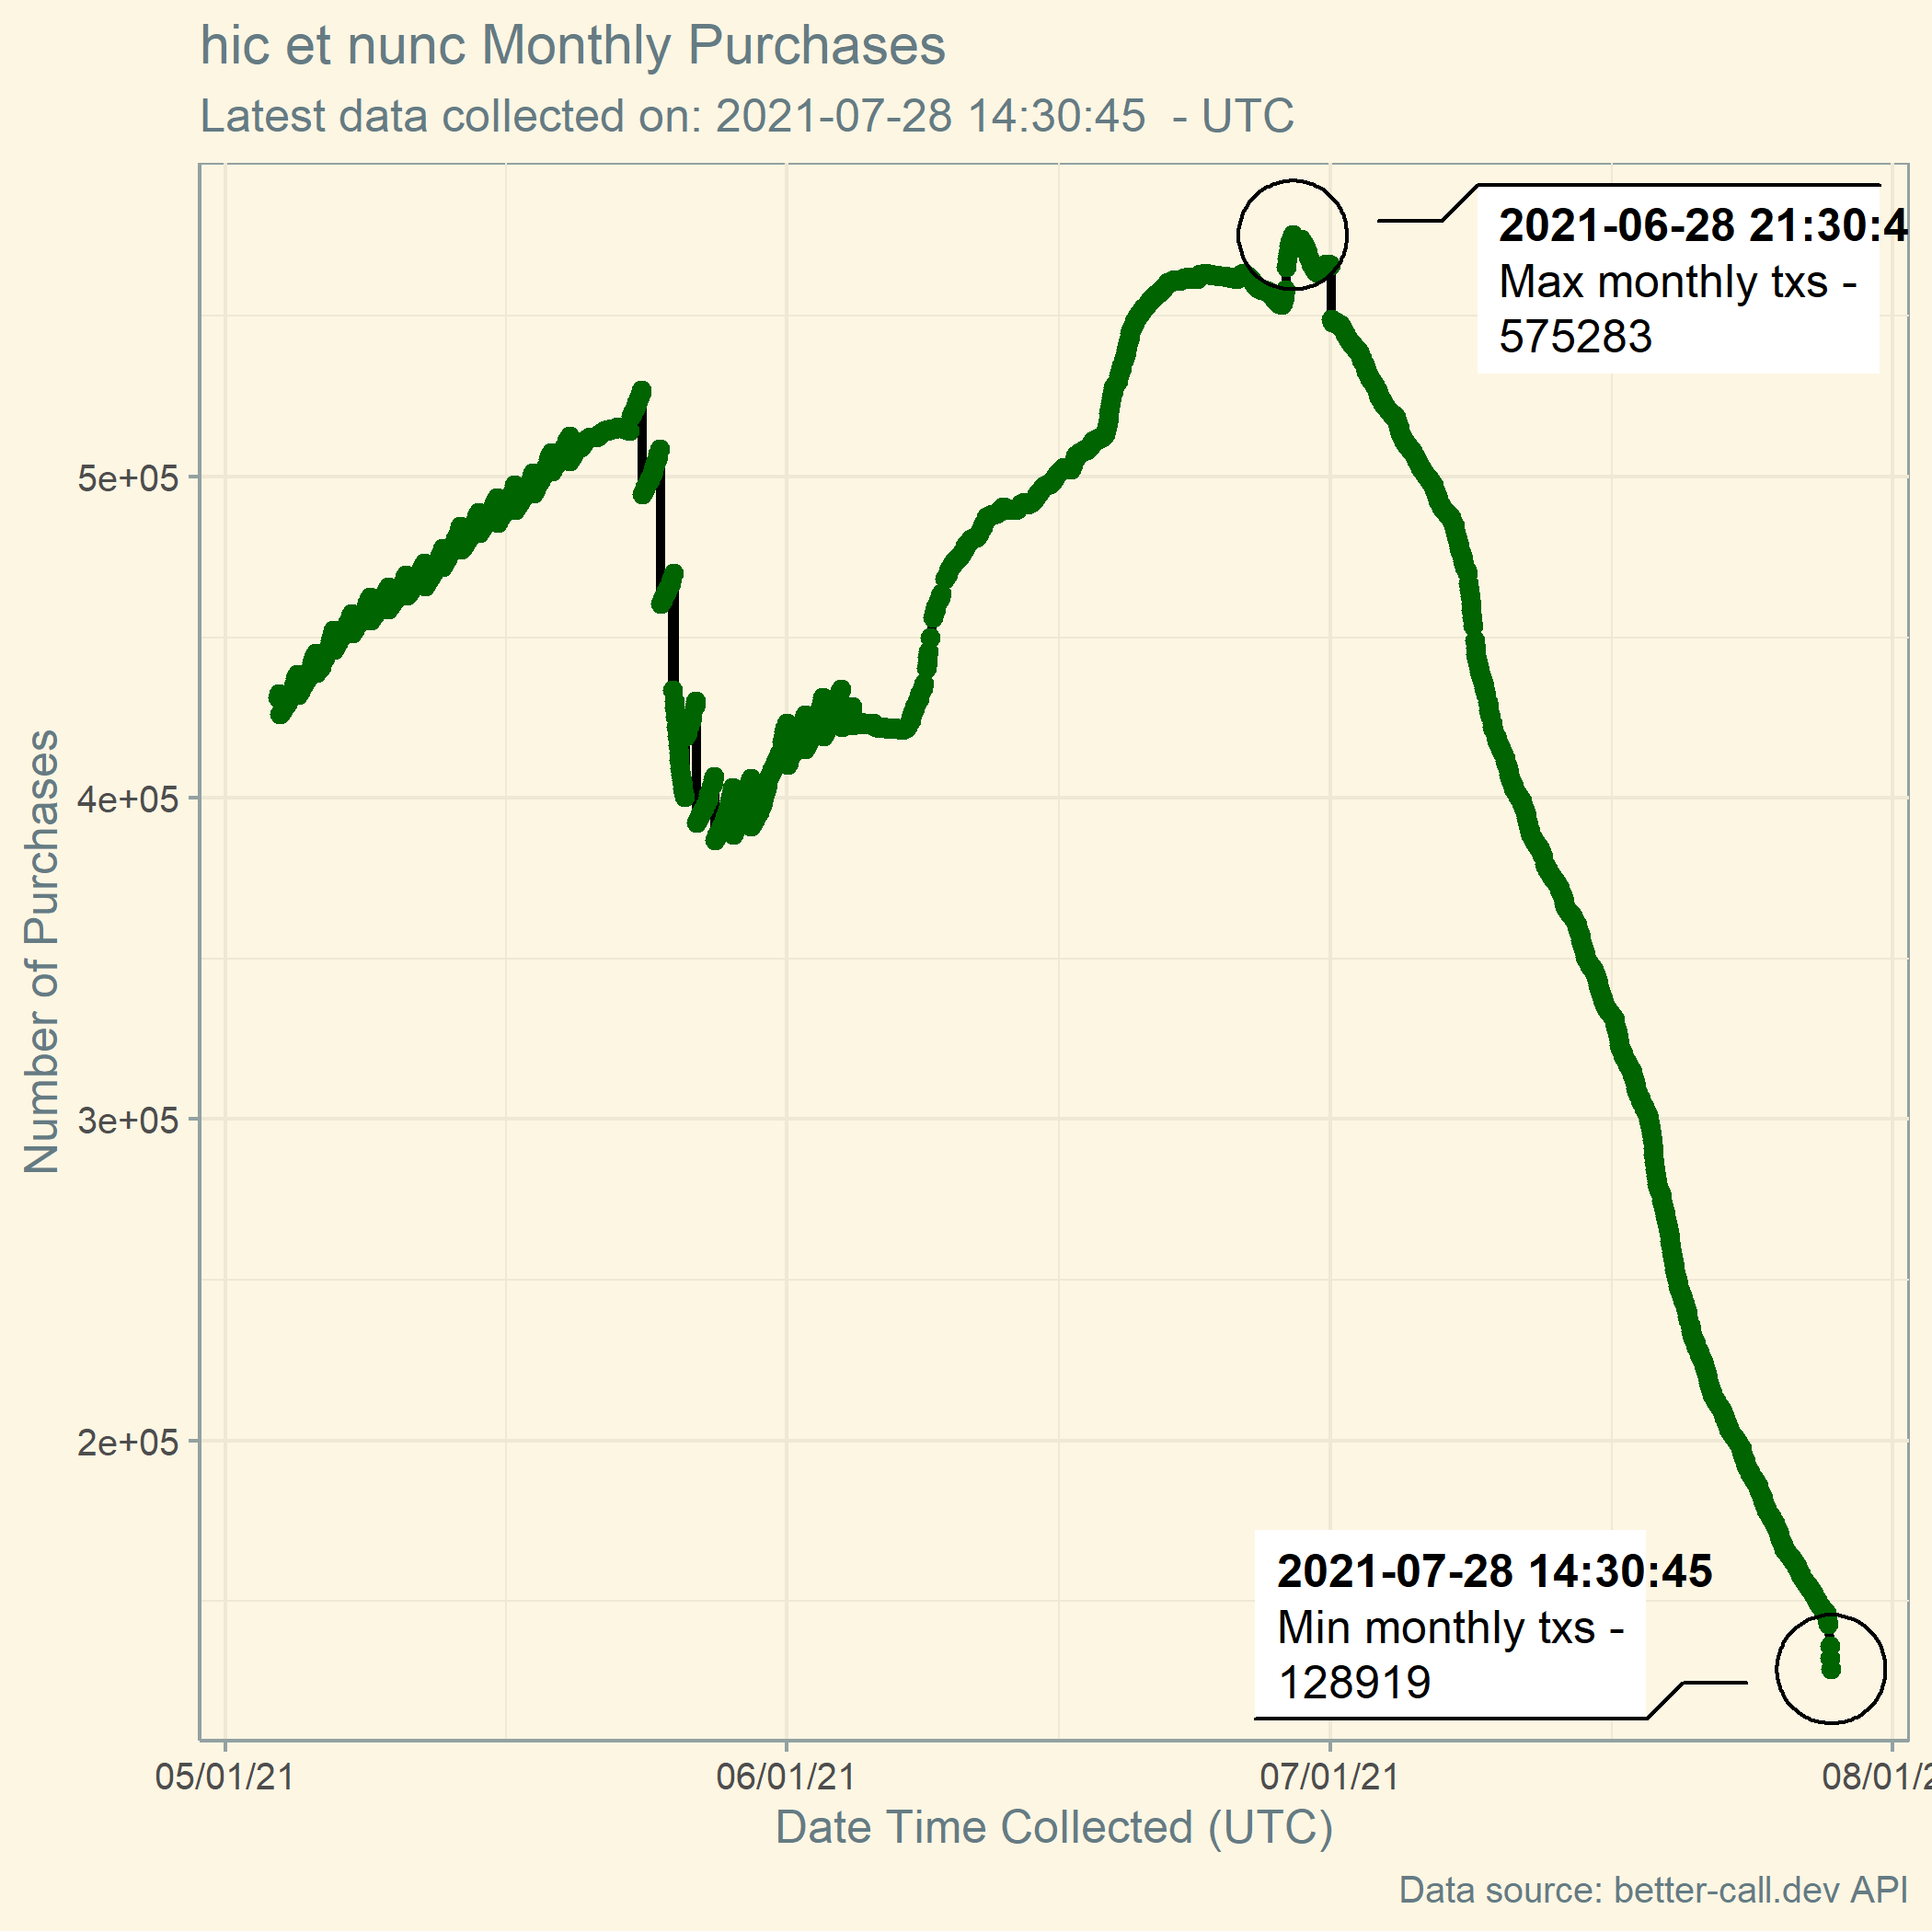 hic et nunc Monthly Purchases
Latest data collected on: 2021-07-28 14:30:45  - UTC
2021-06-28 21:30:4
Max monthly txs -
575283
5e+05
4e+05
3e+05
2e+05
Number of Purchases
2021-07-28 14:30:45
Min monthly txs -
128919
05/01/21
06/01/21
07/01/21
08/01/2
Date Time Collected (UTC)
Data source: better-call.dev API